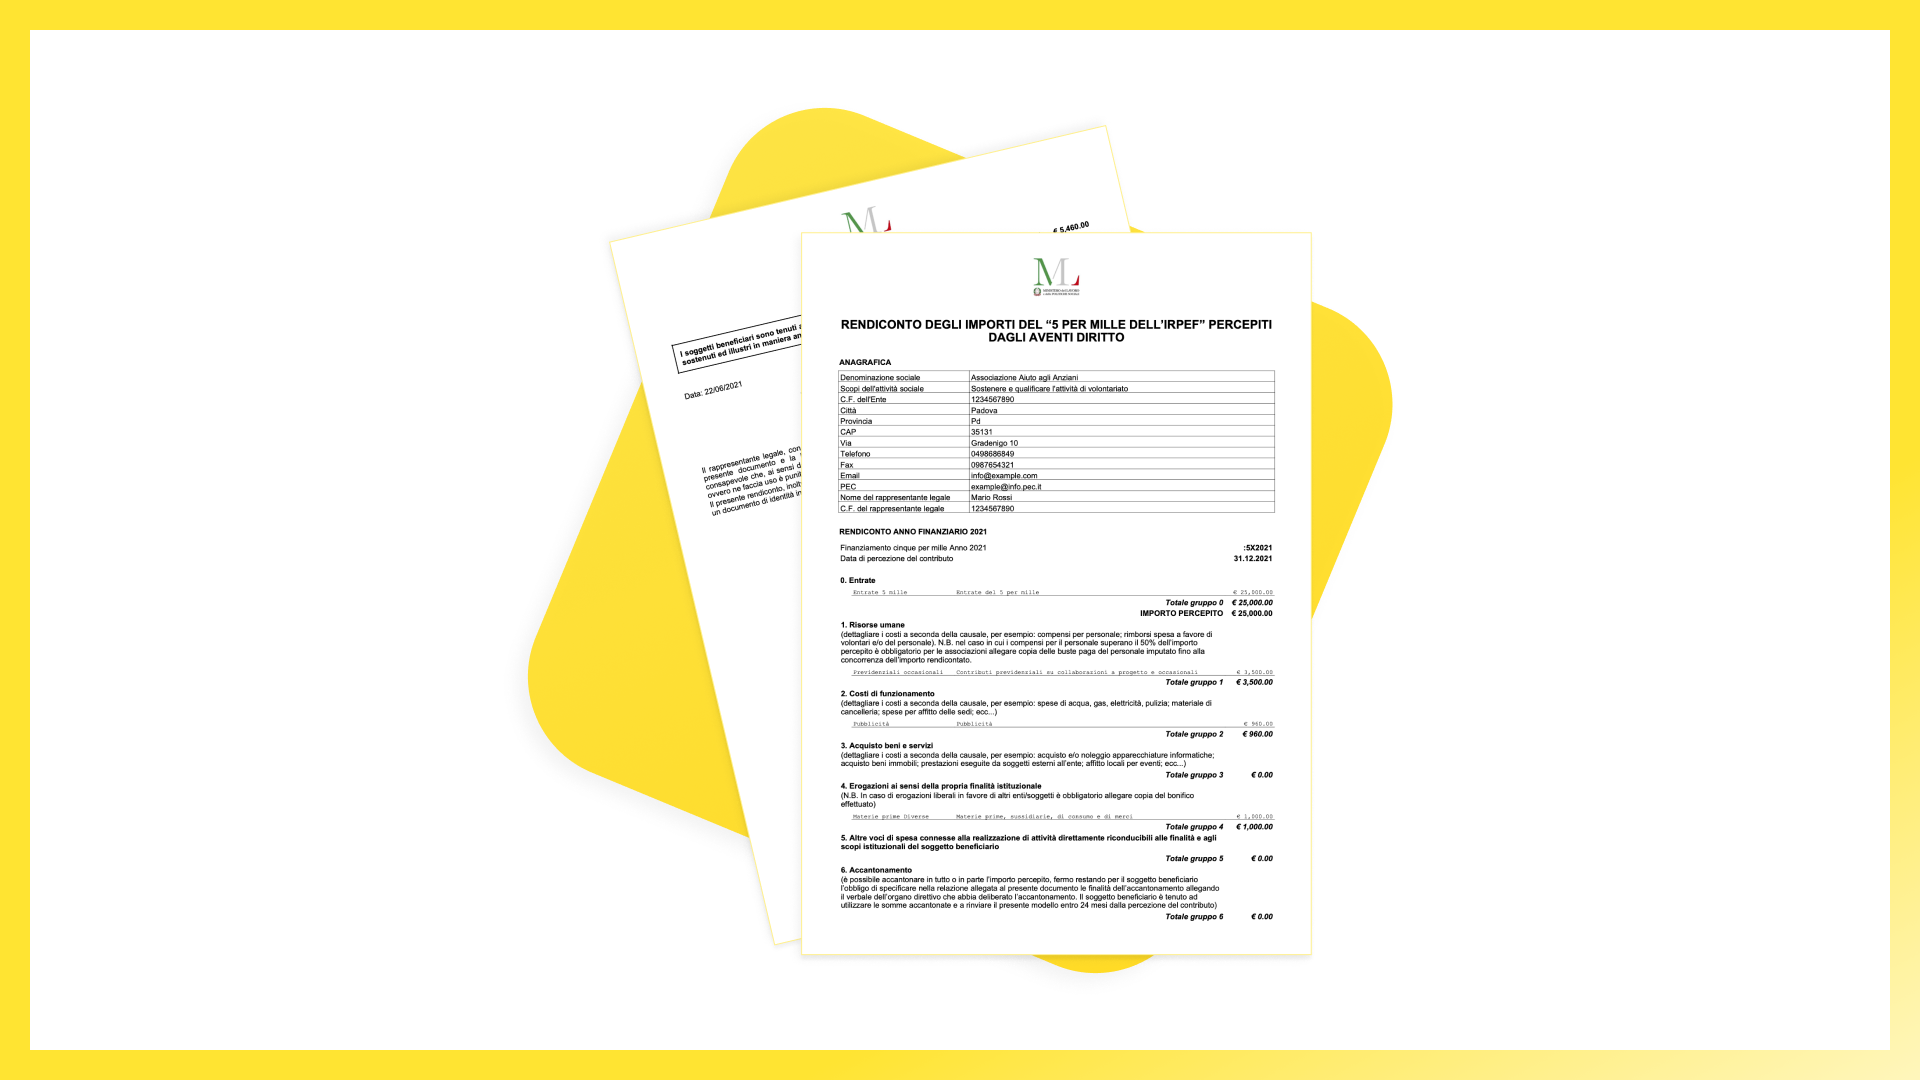 € 5.460.00
I soggetti beneficiari sono tenuti a
sostenuti ed illustri in maniera an
Data: 22/06/2021
Il rappresentante legale, con
presente documento e la
consapevole che, ai sensi d
ovvero ne faccia uso è puni
Il presente rendiconto, inolt
un documento di identità in
ML
MINISTERO del LAVORO
e delle POLITICHE SOCIALI
RENDICONTO DEGLI IMPORTI DEL “5 PER MILLE DELL'IRPEF” PERCEPITI
DAGLI AVENTI DIRITTO
ANAGRAFICA
Denominazione sociale Associazione Aiuto agli Anziani
Scopi dell'attività sociale Sostenere e qualificare l'attività di volontariato
C.F. dell'Ente 1234567890
Città Padova
Provincia Pd
CAP 35131
Via Gradenigo 10
Telefono 0498686849
Fax 0987654321
Email info@example.com
PEC example@info.pec.it
Nome del rappresentante legale Mario Rossi
C.F. del rappresentante legale 1234567890
RENDICONTO ANNO FINANZIARIO 2021
Finanziamento cinque per mille Anno 2021 :5X2021
Data di percezione del contributo 31.12.2021
0. Entrate
Entrate 5 mille Entrate del 5 per mille € 25,000.00
Totale gruppo 0 € 25,000.00
IMPORTO PERCEPITO € 25,000.00
1. Risorse umane
(dettagliare i costi a seconda della causale, per esempio: compensi per personale; rimborsi spesa a favore di
volontari e/o del personale). N.B. nel caso in cui i compensi per il personale superano il 50% dell'importo
percepito è obbligatorio per le associazioni allegare copia delle buste paga del personale imputato fino alla
concorrenza dell'importo rendicontato.
Previdenziali occasionali Contributi previdenziali su collaborazioni a progetto e occasionali € 3,500.00
Totale gruppo 1 € 3,500.00
2. Costi di funzionamento
(dettagliare i costi a seconda della causale, per esempio: spese di acqua, gas, elettricità, pulizia; materiale di
cancelleria; spese per affitto delle sedi; ecc...)
Pubblicità Pubblicità € 960.00
Totale gruppo 2 € 960.00
3. Acquisto beni e servizi
(dettagliare i costi a seconda della causale, per esempio: acquisto e/o noleggio apparecchiature informatiche;
acquisto beni immobili; prestazioni eseguite da soggetti esterni all'ente; affitto locali per eventi; ecc...)
Totale gruppo 3 € 0.00
4. Erogazioni ai sensi della propria finalità istituzionale
(N.B. In caso di erogazioni liberali in favore di altri enti/soggetti è obbligatorio allegare copia del bonifico
effettuato)
Materie prime Diverse Materie prime, sussidiarie, di consumo e di merci € 1,000.00
Totale gruppo 4 € 1,000.00
5. Altre voci di spesa connesse alla realizzazione di attività direttamente riconducibili alle finalità e agli
scopi istituzionali del soggetto beneficiario
Totale gruppo 5 € 0.00
6. Accantonamento
(è possibile accantonare in tutto o in parte l'importo percepito, fermo restando per il soggetto beneficiario
l'obbligo di specificare nella relazione allegata al presente documento le finalità dell'accantonamento allegando
il verbale dell'organo direttivo che abbia deliberato l'accantonamento. Il soggetto beneficiario è tenuto ad
utilizzare le somme accantonate e a rinviare il presente modello entro 24 mesi dalla percezione del contributo)
Totale gruppo 6 € 0.00